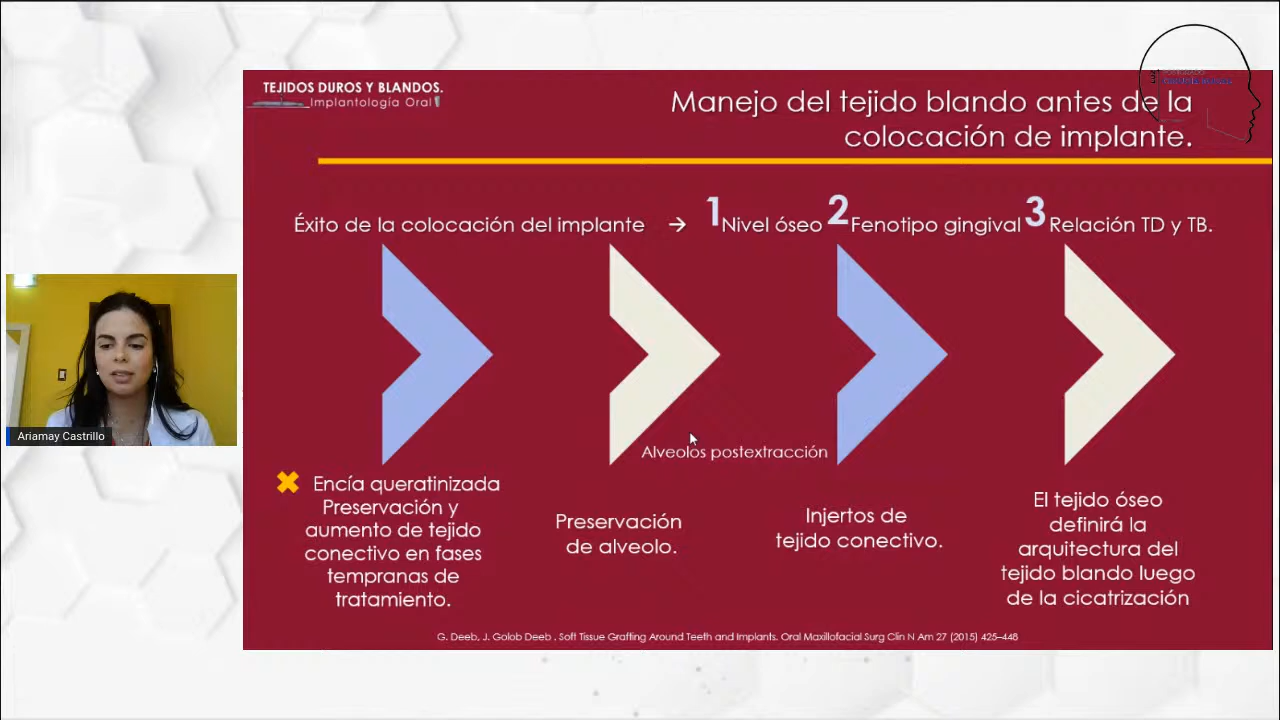 TEJIDOS DUROS Y BLANDOS.
Implantología Oral
Manejo del tejido blando antes de la
colocación de implante.
Éxito de la colocación del implante → 1 Nivel óseo 2 Fenotipo gingival 3 Relación TD y TB.
Alveolos postextracción
Encía queratinizada
Preservación y
aumento de tejido
conectivo en fases
tempranas de
tratamiento.
Preservación
de alveolo.
Injertos de
tejido conectivo.
El tejido óseo
definirá la
arquitectura del
tejido blando luego
de la cicatrización
G. Deeb, J. Golob Deeb . Soft Tissue Grafting Around Teeth and Implants. Oral Maxillofacial Surg Clin N Am 27 (2015) 425–448
Ariamay Castrillo